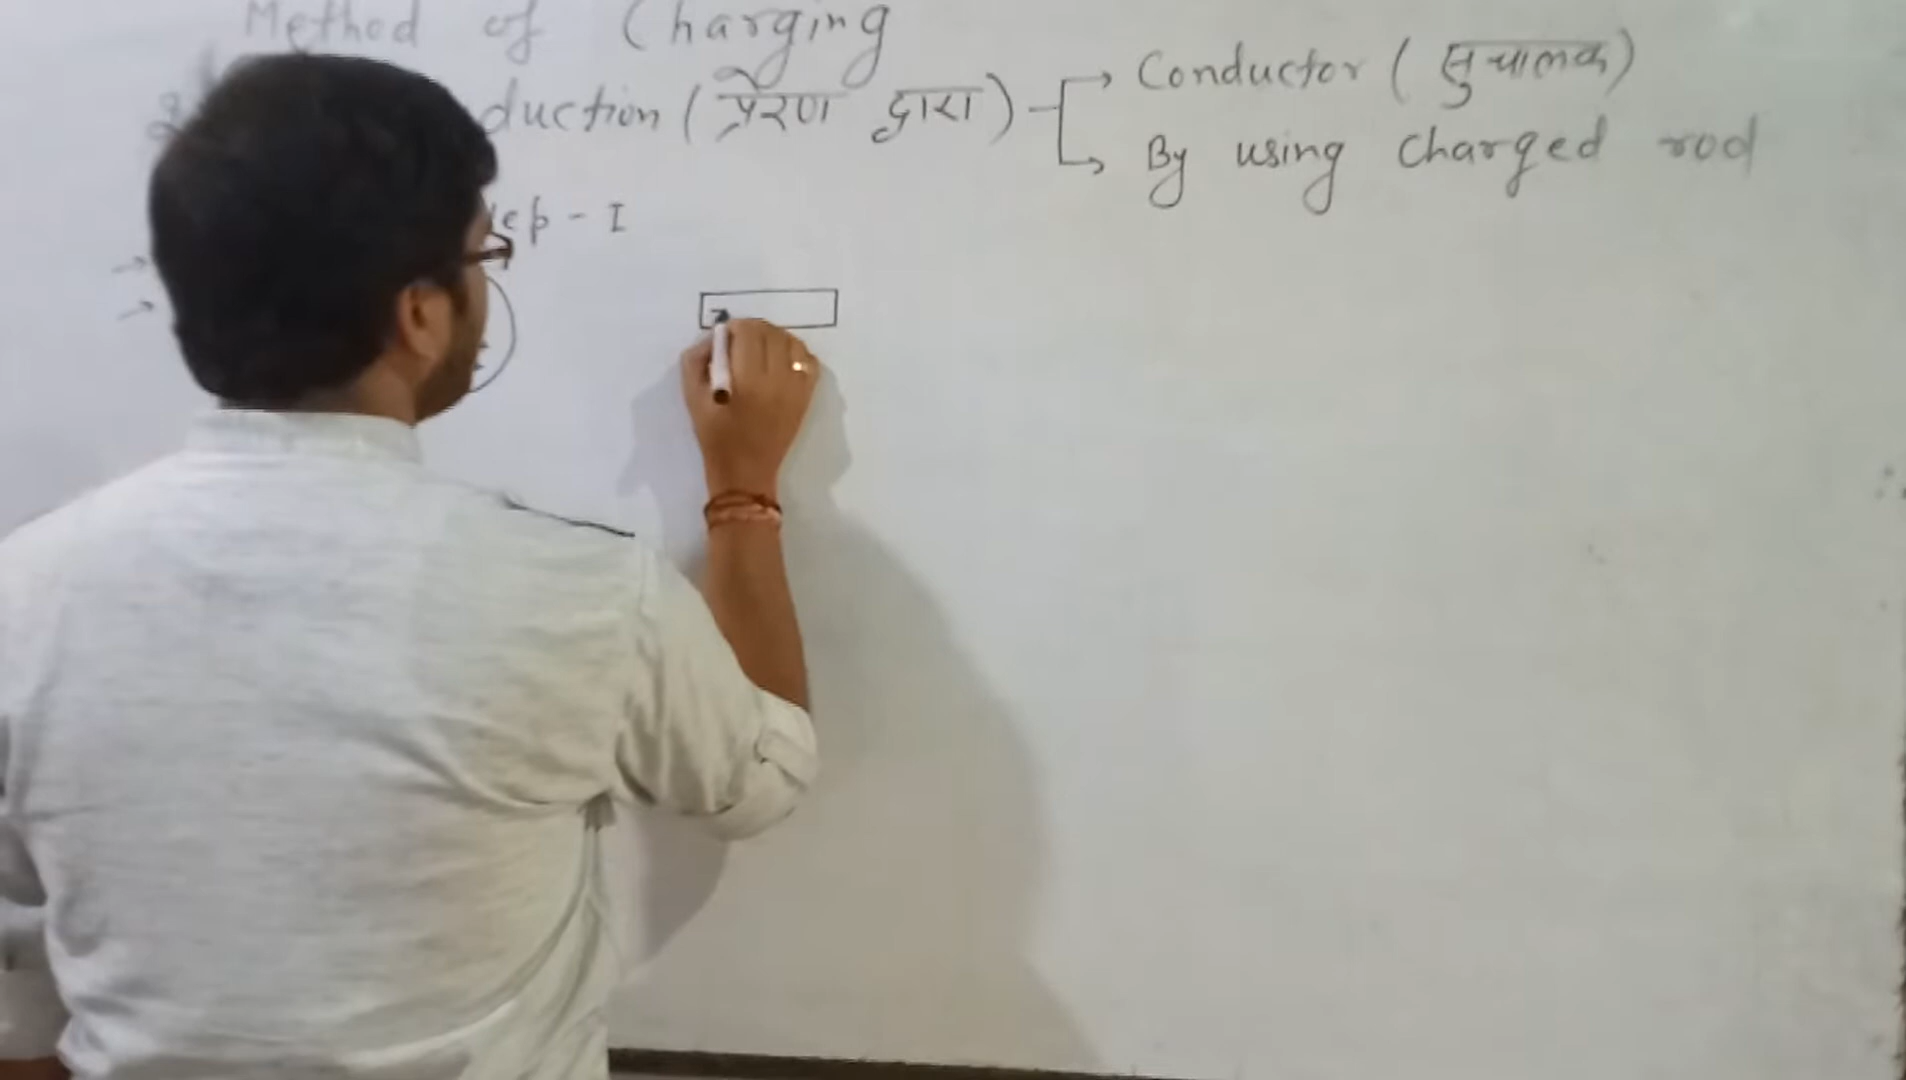 Method of Charging
duction (प्रेरण द्वारा) → Conductor (सुचालक)
→ By using charged rod
ep - I